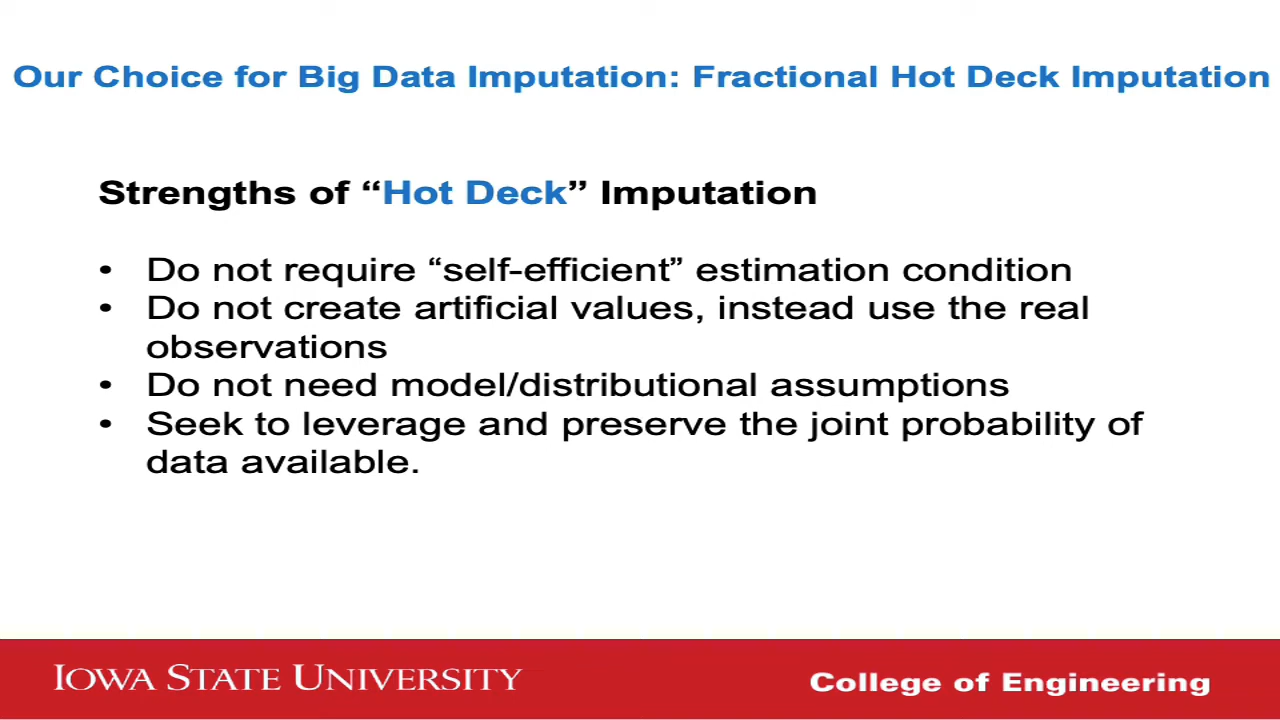 Our Choice for Big Data Imputation: Fractional Hot Deck Imputation
Strengths of “Hot Deck” Imputation
• Do not require “self-efficient” estimation condition
• Do not create artificial values, instead use the real
observations
• Do not need model/distributional assumptions
• Seek to leverage and preserve the joint probability of
data available.
IOWA STATE UNIVERSITY
College of Engineering